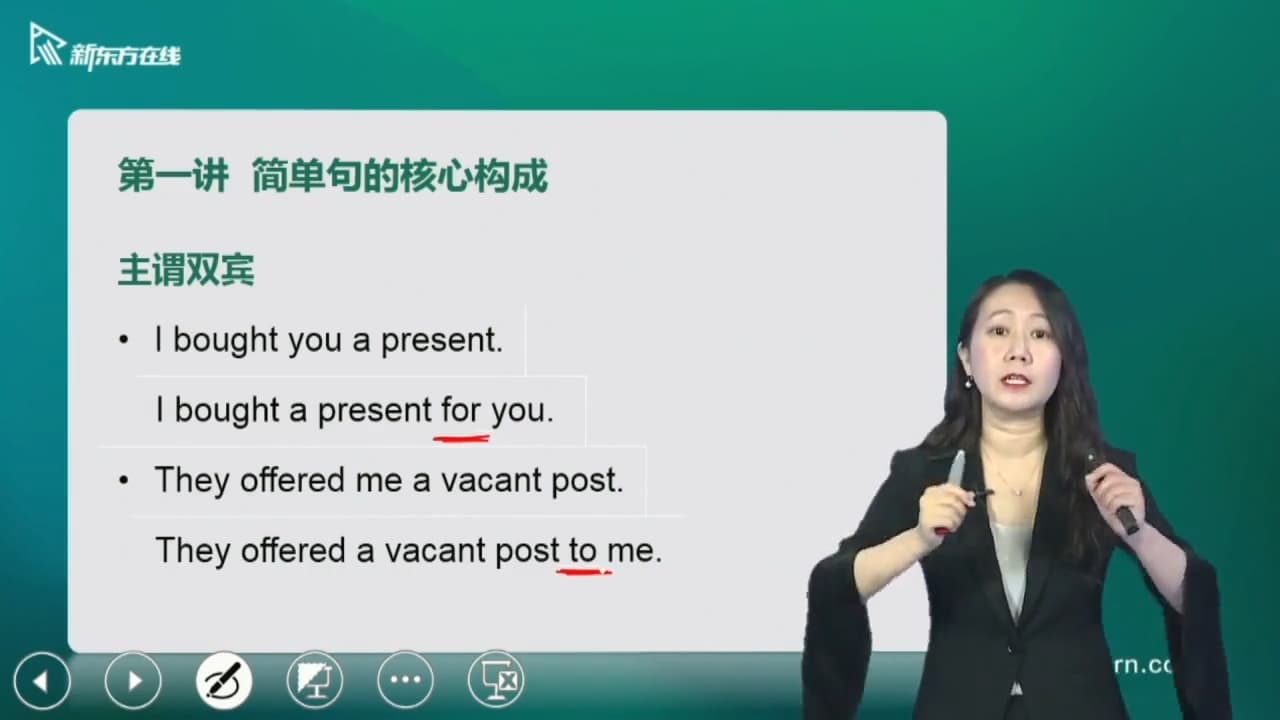 新东方在线
第一讲 简单句的核心构成
主谓双宾
• I bought you a present.
I bought a present for you.
• They offered me a vacant post.
They offered a vacant post to me.